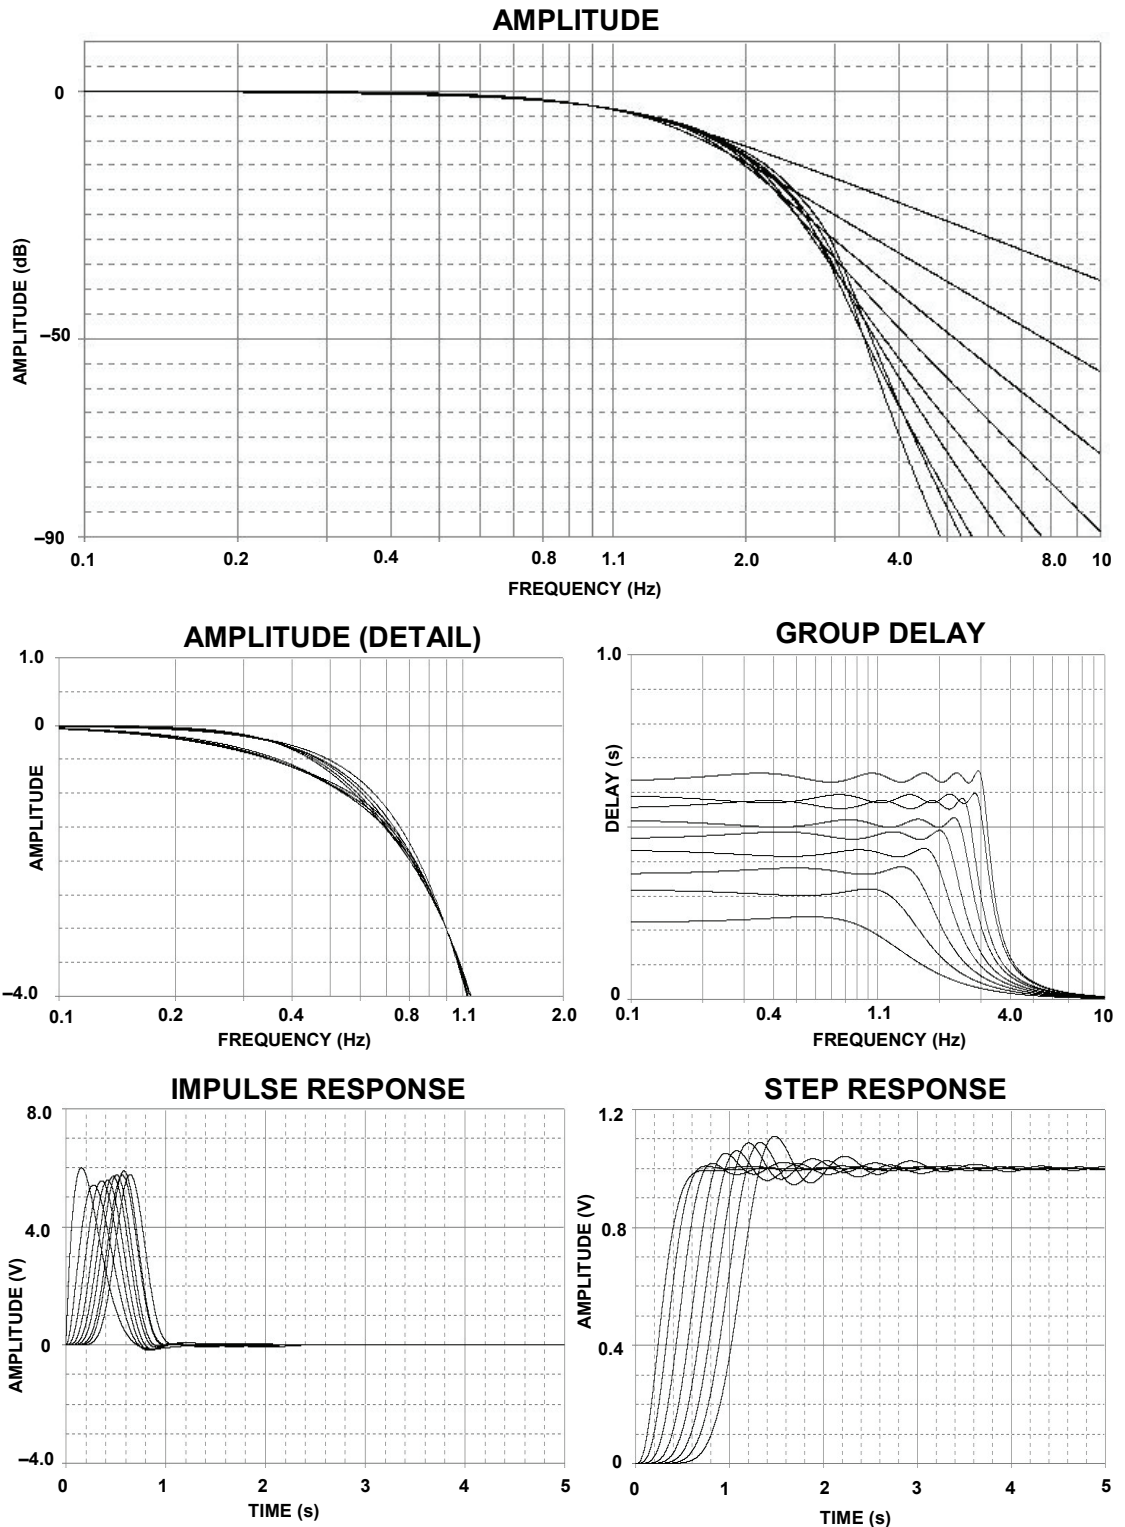 AMPLITUDE
0
–50
–90
AMPLITUDE (dB)
0.1 0.2 0.4 0.8 1.1 2.0 4.0 8.0 10
FREQUENCY (Hz)
AMPLITUDE (DETAIL)
1.0
0
–4.0
AMPLITUDE
0.1 0.2 0.4 0.8 1.1 2.0
FREQUENCY (Hz)
GROUP DELAY
1.0
0
DELAY (s)
0.1 0.4 1.1 4.0 10
FREQUENCY (Hz)
IMPULSE RESPONSE
8.0
4.0
0
–4.0
AMPLITUDE (V)
0 1 2 3 4 5
TIME (s)
STEP RESPONSE
1.2
0.8
0.4
0
AMPLITUDE (V)
0 1 2 3 4 5
TIME (s)